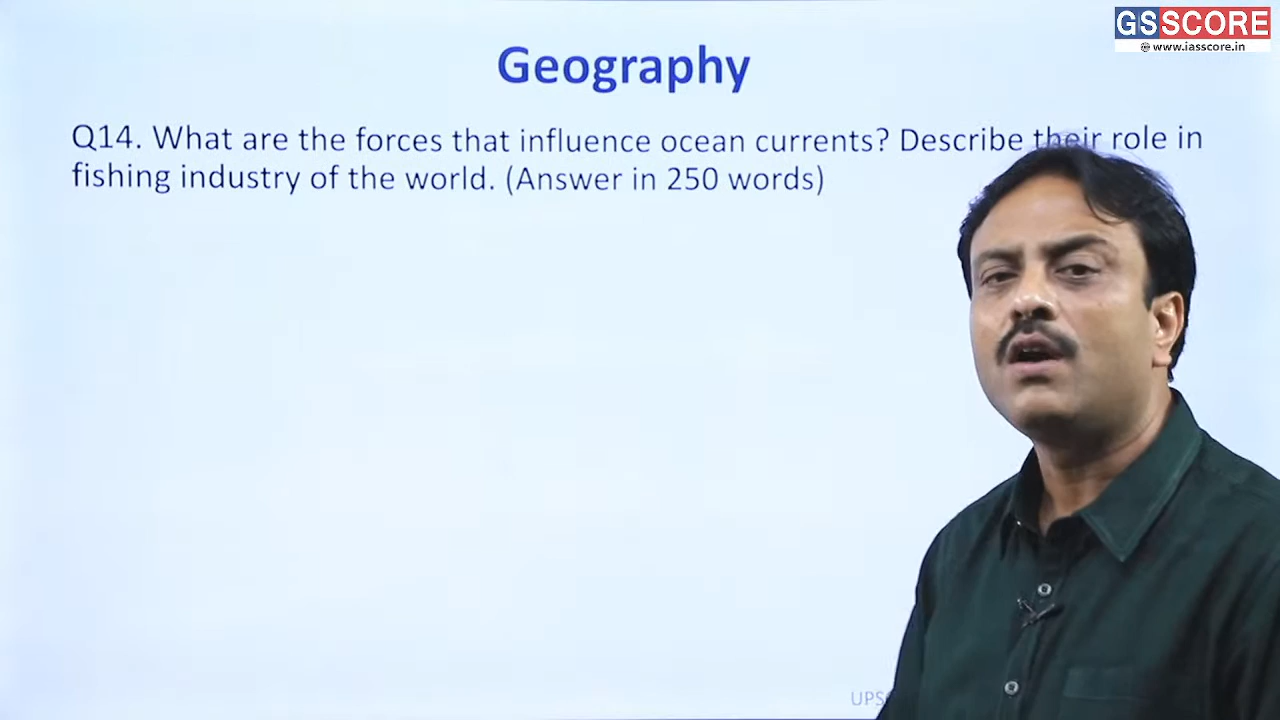 GSSCORE
www.iasscore.in
Geography
Q14. What are the forces that influence ocean currents? Describe their role in
fishing industry of the world. (Answer in 250 words)